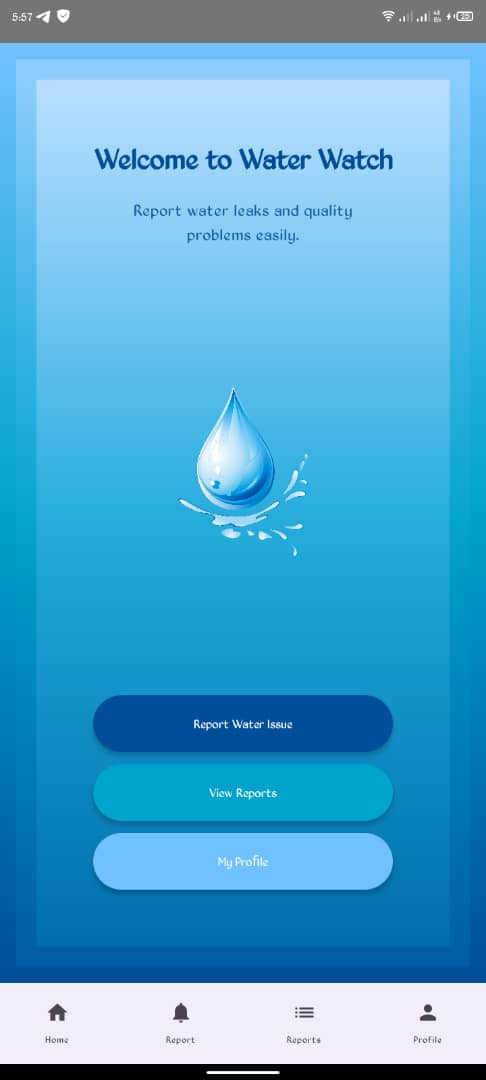 5:57
Welcome to Water Watch
Report water leaks and quality
problems easily.
Report Water Issue
View Reports
My Profile
Home
Report
Reports
Profile